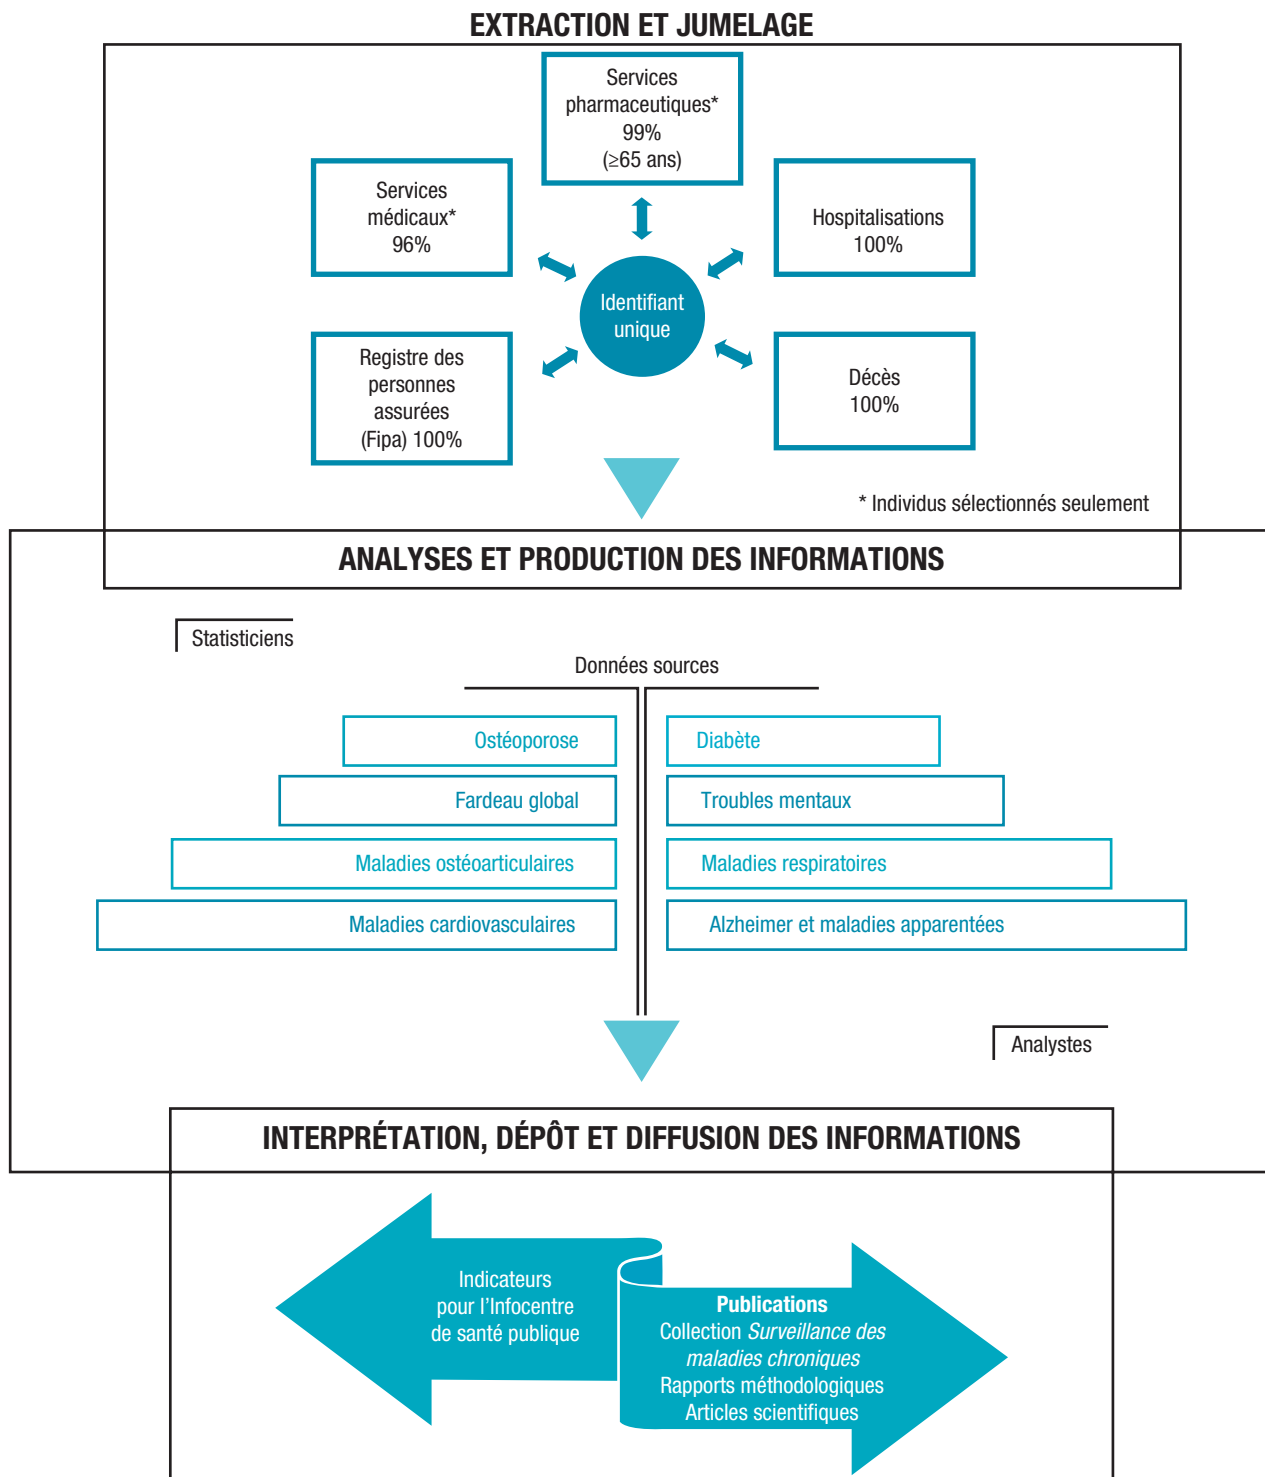 EXTRACTION ET JUMELAGE
Services
pharmaceutiques*
99%
(≥65 ans)
Services
médicaux*
96%
Hospitalisations
100%
Identifiant
unique
Registre des
personnes
assurées
(Fipa) 100%
Décès
100%
* Individus sélectionnés seulement
ANALYSES ET PRODUCTION DES INFORMATIONS
Statisticiens
Données sources
Ostéoporose
Diabète
Fardeau global
Troubles mentaux
Maladies ostéoarticulaires
Maladies respiratoires
Maladies cardiovasculaires
Alzheimer et maladies apparentées
Analystes
INTERPRÉTATION, DÉPÔT ET DIFFUSION DES INFORMATIONS
Indicateurs
pour l’Infocentre
de santé publique
Publications
Collection Surveillance des
maladies chroniques
Rapports méthodologiques
Articles scientifiques